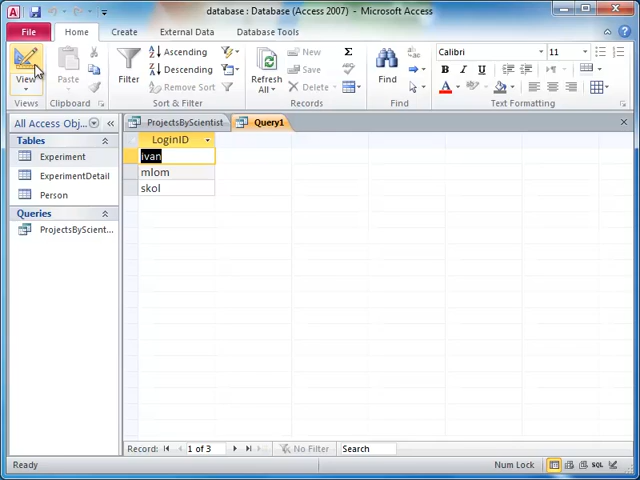 database : Database (Access 2007) - Microsoft Access
File Home Create External Data Database Tools
View
Views
Paste
Clipboard
Filter
Ascending
Descending
Remove Sort
Sort & Filter
Refresh
All
New
Save
Delete
Records
Find
Find
Calibri 11
B I U
A
Text Formatting
All Access Obj...
Tables
Experiment
ExperimentDetail
Person
Queries
ProjectsByScient...
ProjectsByScientist Query1
LoginID
ivan
mlom
skol
Record: 1 of 3 No Filter Search
Ready Num Lock SQL